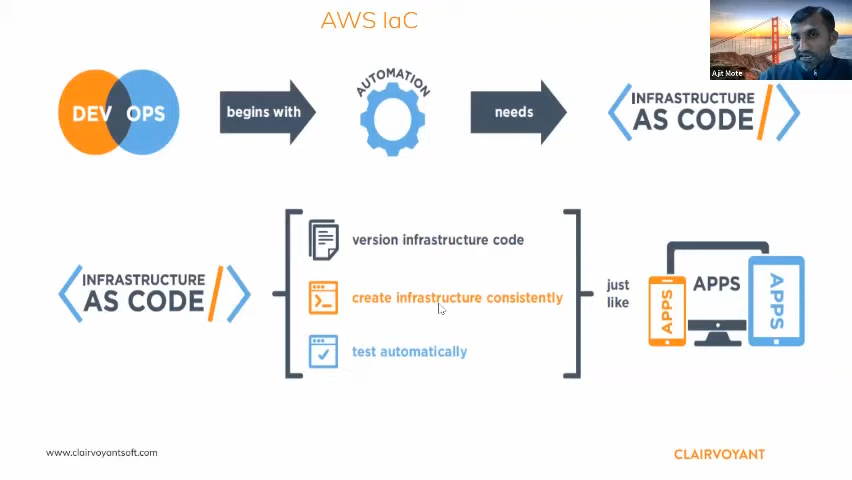 AWS IaC
Ajit Mote
DEV OPS
begins with
AUTOMATION
needs
INFRASTRUCTURE
AS CODE
INFRASTRUCTURE
AS CODE
version infrastructure code
create infrastructure consistently
test automatically
just
like
APPS
APPS
APPS
www.clairvoyantsoft.com
CLAIRVOYANT